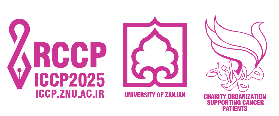 RCCP
ICCP2025
ICCP.ZNU.AC.IR
UNIVERSITY OF ZANJAN
CHARITY ORGANIZATION
SUPPORTING CANCER
PATIENTS